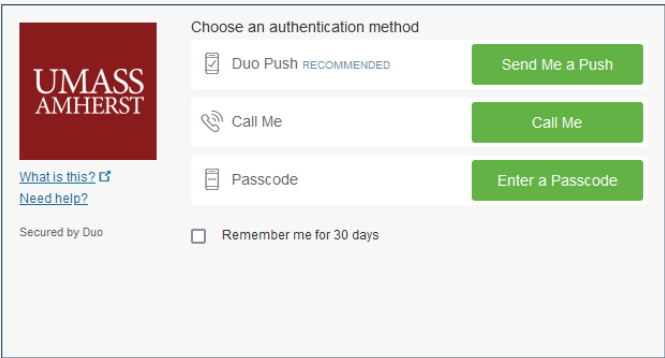 Choose an authentication method
UMASS
AMHERST
Duo Push RECOMMENDED
Send Me a Push
Call Me
Call Me
Passcode
Enter a Passcode
What is this?
Need help?
Secured by Duo
Remember me for 30 days